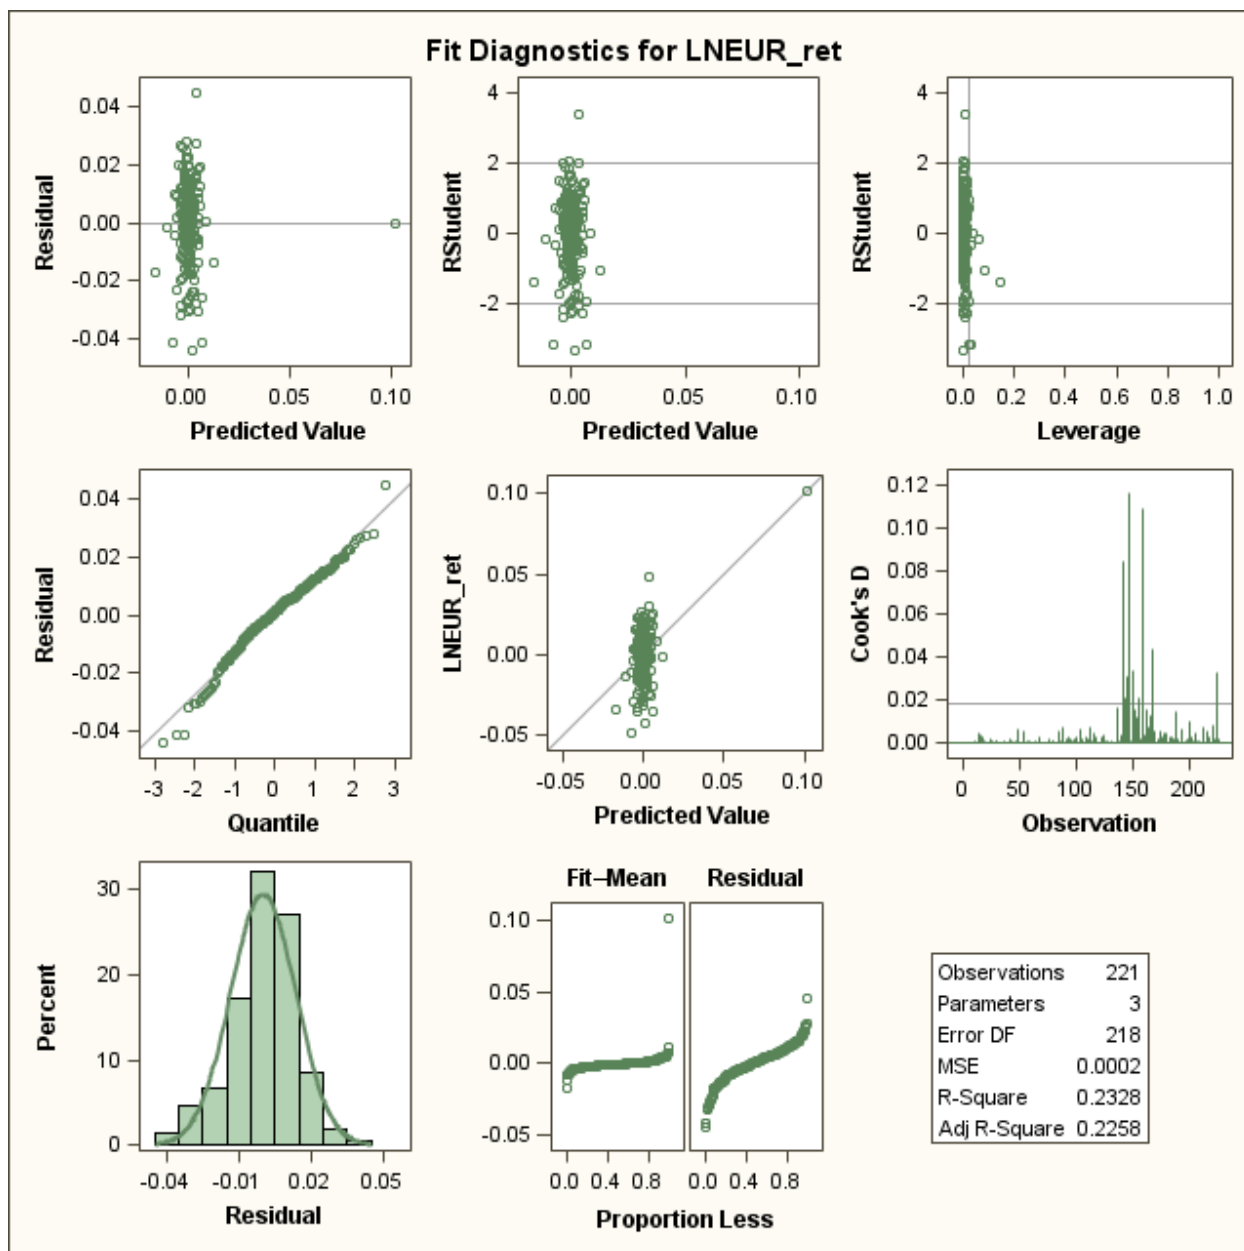 Fit Diagnostics for LNEUR_ret
0.04
0.02
0.00
-0.02
-0.04
Residual
0.00 0.05 0.10
Predicted Value
4
2
0
-2
RStudent
0.00 0.05 0.10
Predicted Value
4
2
0
-2
RStudent
0.0 0.2 0.4 0.6 0.8 1.0
Leverage
0.04
0.02
0.00
-0.02
-0.04
Residual
-3 -2 -1 0 1 2 3
Quantile
0.10
0.05
0.00
-0.05
LNEUR_ret
-0.05 0.00 0.05 0.10
Predicted Value
0.12
0.10
0.08
0.06
0.04
0.02
0.00
Cook's D
0 50 100 150 200
Observation
30
20
10
0
Percent
-0.04 -0.01 0.02 0.05
Residual
Fit–Mean Residual
0.10
0.05
0.00
-0.05
0.0 0.4 0.8 0.0 0.4 0.8
Proportion Less
Observations 221
Parameters 3
Error DF 218
MSE 0.0002
R-Square 0.2328
Adj R-Square 0.2258